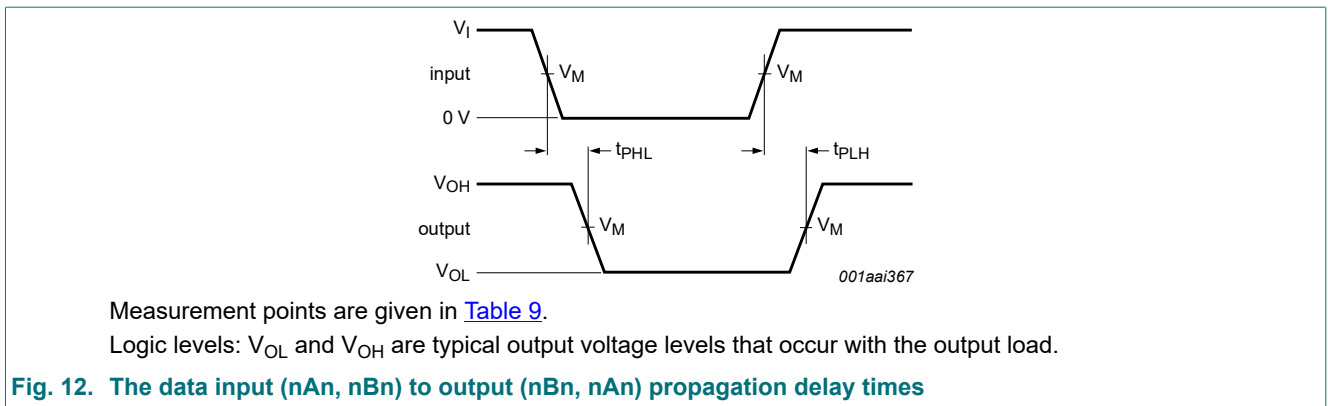 V_I
input
V_M
V_M
0 V
t_PHL
t_PLH
V_OH
output
V_M
V_M
V_OL
001aai367
Measurement points are given in Table 9.
Logic levels: V_OL and V_OH are typical output voltage levels that occur with the output load.
Fig. 12. The data input (nAn, nBn) to output (nBn, nAn) propagation delay times